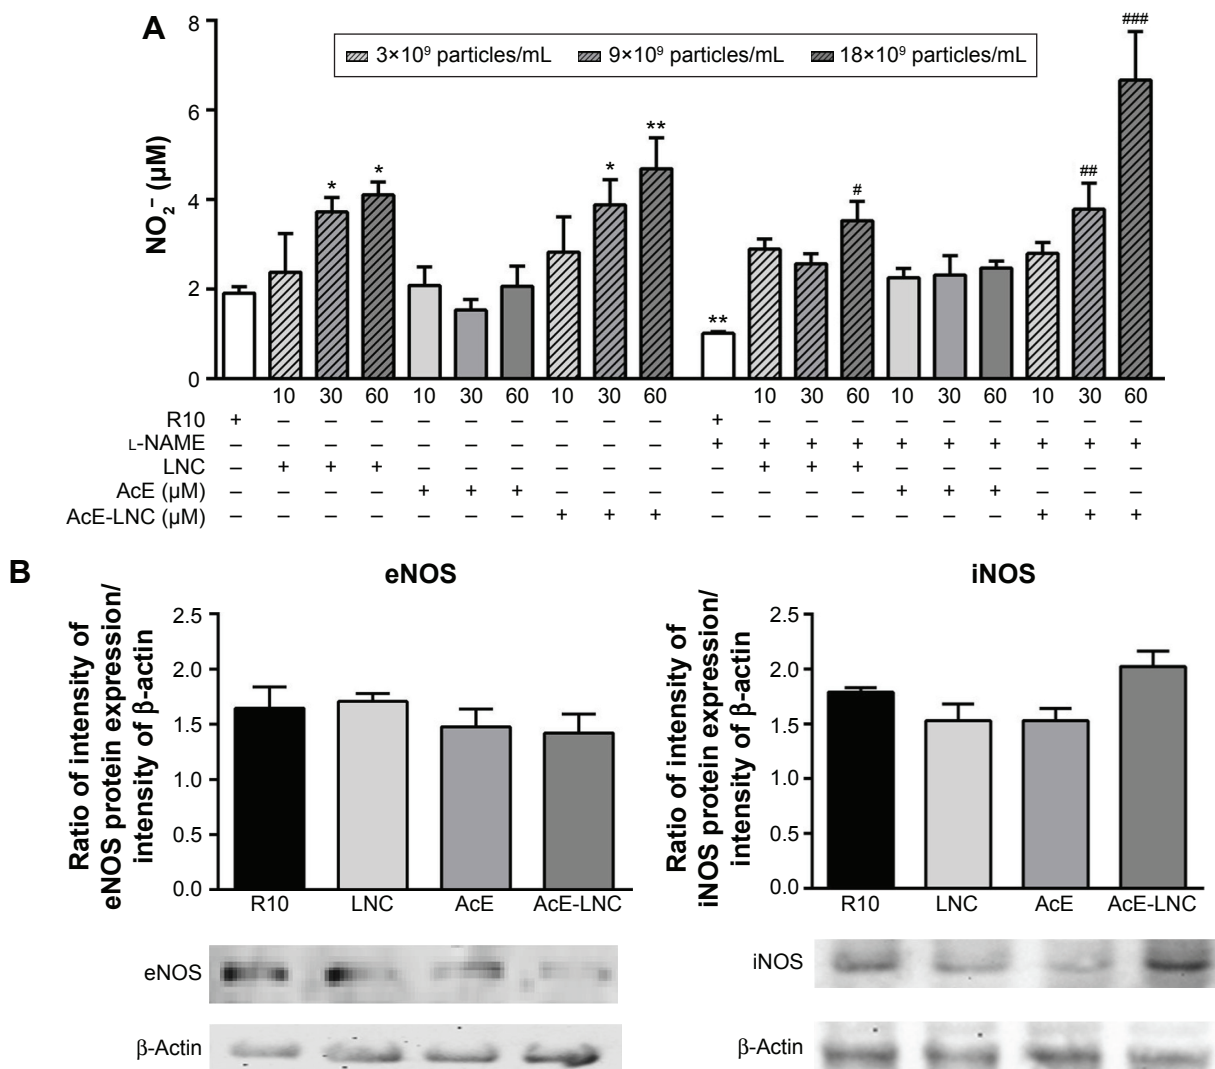 A
8
6
4
2
0
NO₂⁻ (µM)
3×10⁹ particles/mL 9×10⁹ particles/mL 18×10⁹ particles/mL
* * * ** ** # ## ###
10 30 60 10 30 60 10 30 60 10 30 60 10 30 60 10 30 60
R10 + – – – – – – – – – + – – – – – – – – –
L-NAME – – – – – – – – – – + + + + + + + + + +
LNC – + + + – – – – – – – + + + – – – – – –
AcE (µM) – – – – + + + – – – – – – – + + + – – –
AcE-LNC (µM) – – – – – – – + + + – – – – – – – + + +
B
eNOS
Ratio of intensity of
eNOS protein expression/
intensity of β-actin
2.5
2.0
1.5
1.0
0.5
0.0
R10 LNC AcE AcE-LNC
eNOS
β-Actin
iNOS
Ratio of intensity of
iNOS protein expression/
intensity of β-actin
2.5
2.0
1.5
1.0
0.5
0.0
R10 LNC AcE AcE-LNC
iNOS
β-Actin